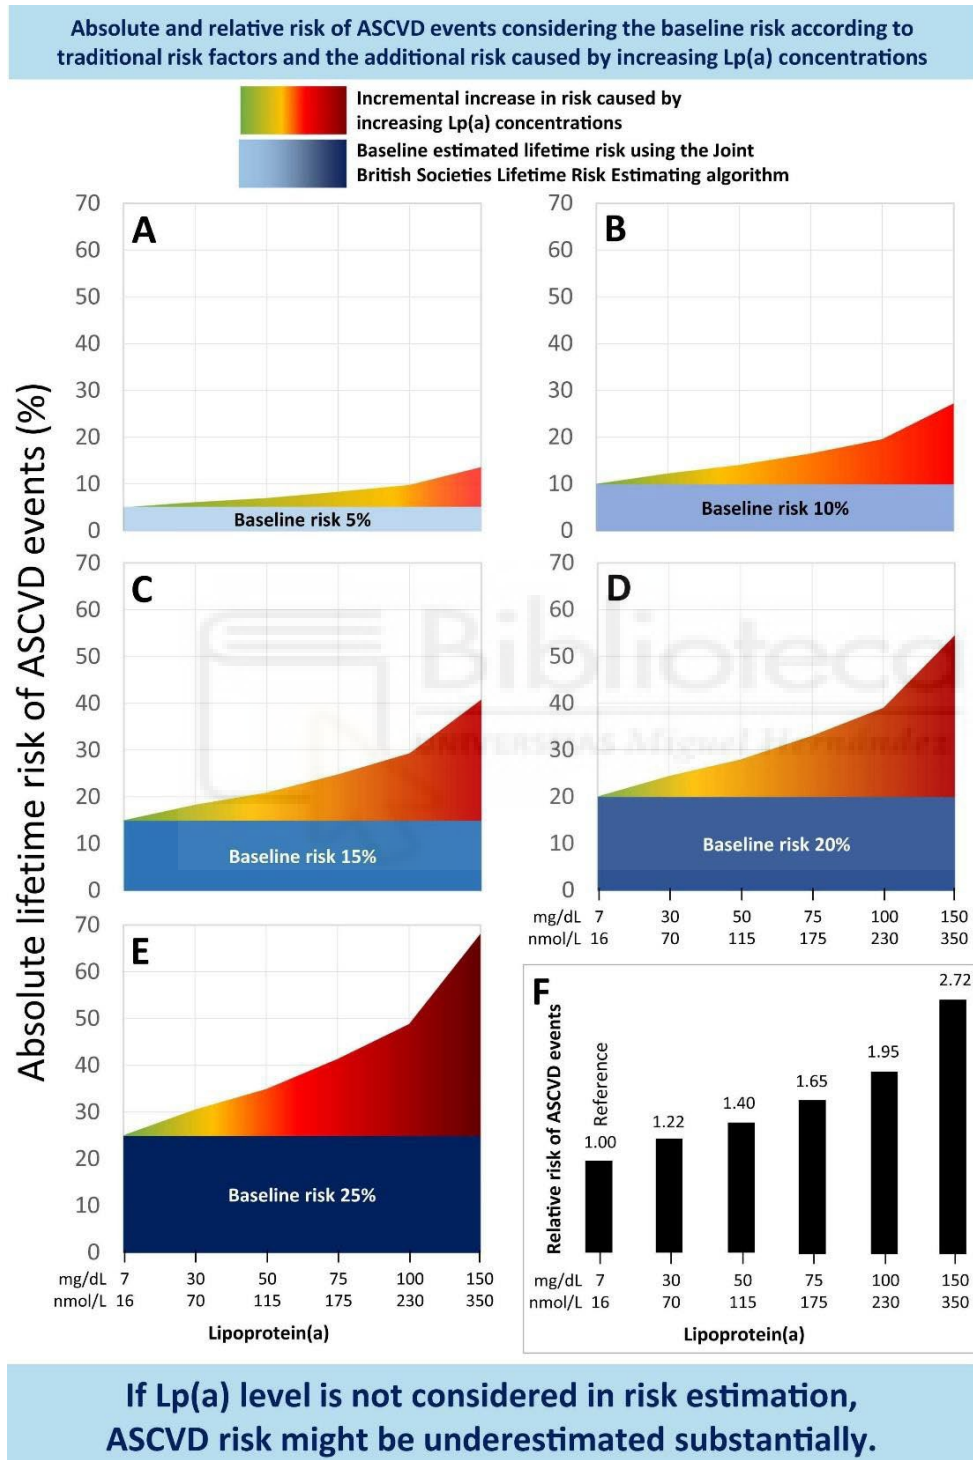 Absolute and relative risk of ASCVD events considering the baseline risk according to
traditional risk factors and the additional risk caused by increasing Lp(a) concentrations
Incremental increase in risk caused by
increasing Lp(a) concentrations
Baseline estimated lifetime risk using the Joint
British Societies Lifetime Risk Estimating algorithm
Absolute lifetime risk of ASCVD events (%)
A
70
60
50
40
30
20
10
0
Baseline risk 5%
B
70
60
50
40
30
20
10
0
Baseline risk 10%
C
70
60
50
40
30
20
10
0
Baseline risk 15%
D
70
60
50
40
30
20
10
0
Baseline risk 20%
mg/dL 7 30 50 75 100 150
nmol/L 16 70 115 175 230 350
Biblioteca
UNIVERSITAS Miguel Hernández
E
70
60
50
40
30
20
10
0
Baseline risk 25%
mg/dL 7 30 50 75 100 150
nmol/L 16 70 115 175 230 350
Lipoprotein(a)
F
Relative risk of ASCVD events
Reference
1.00 1.22 1.40 1.65 1.95 2.72
mg/dL 7 30 50 75 100 150
nmol/L 16 70 115 175 230 350
Lipoprotein(a)
If Lp(a) level is not considered in risk estimation,
ASCVD risk might be underestimated substantially.